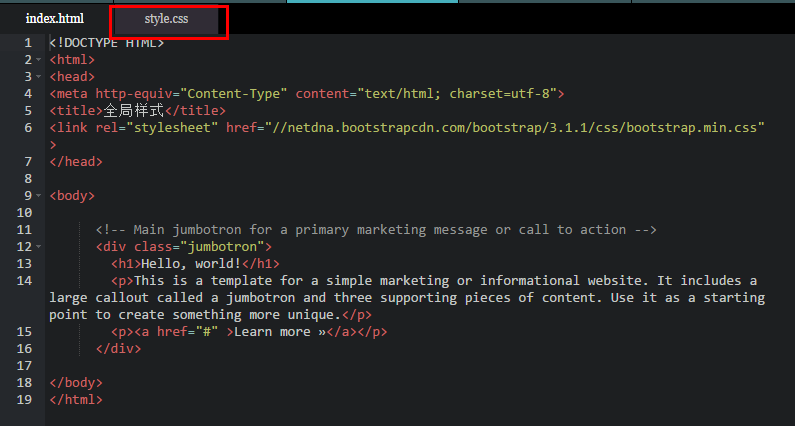 index.html style.css
1 <!DOCTYPE HTML>
2 <html>
3 <head>
4 <meta http-equiv="Content-Type" content="text/html; charset=utf-8">
5 <title>全局样式</title>
6 <link rel="stylesheet" href="//netdna.bootstrapcdn.com/bootstrap/3.1.1/css/bootstrap.min.css"
>
7 </head>
8
9 <body>
10
11 <!-- Main jumbotron for a primary marketing message or call to action -->
12 <div class="jumbotron">
13 <h1>Hello, world!</h1>
14 <p>This is a template for a simple marketing or informational website. It includes a
large callout called a jumbotron and three supporting pieces of content. Use it as a starting
point to create something more unique.</p>
15 <p><a href="#" >Learn more »</a></p>
16 </div>
17
18 </body>
19 </html>